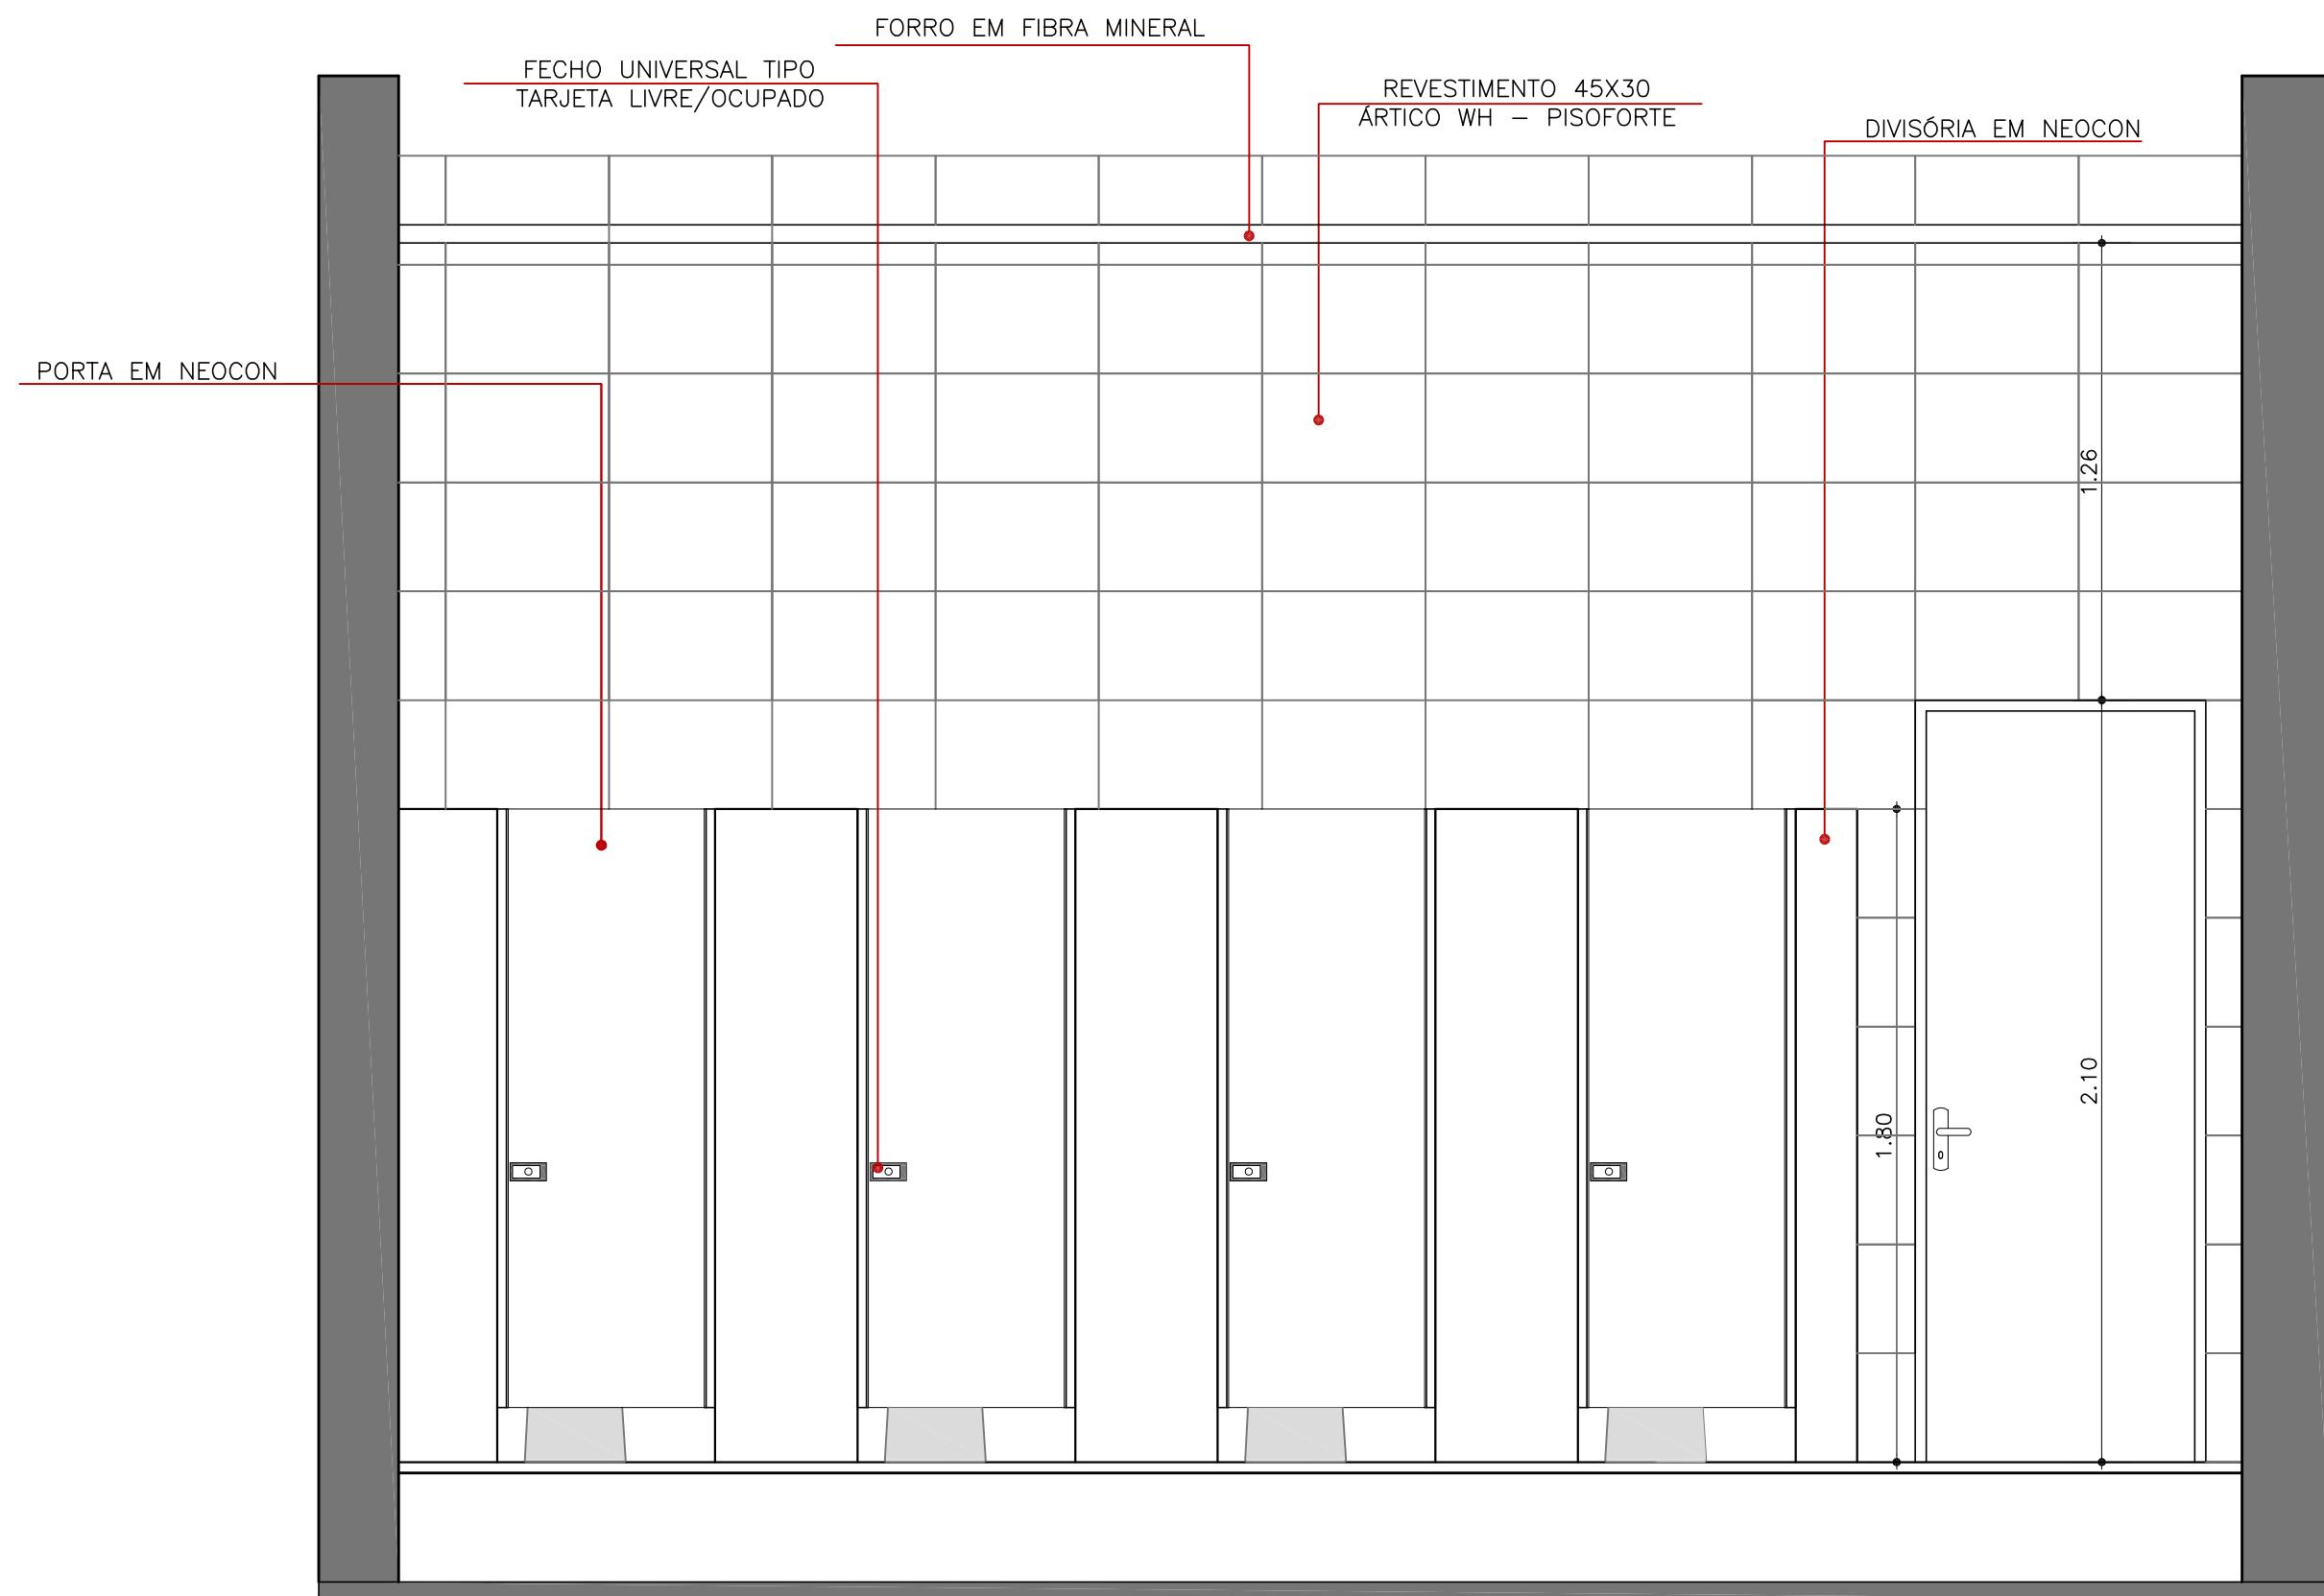 FORRO EM FIBRA MINERAL
FECHO UNIVERSAL TIPO
TARJETA LIVRE/OCUPADO
REVESTIMENTO 45X30
ÁRTICO WH - PISOFORTE
DIVISÓRIA EM NEOCON
PORTA EM NEOCON
1.26
2.10
1.80